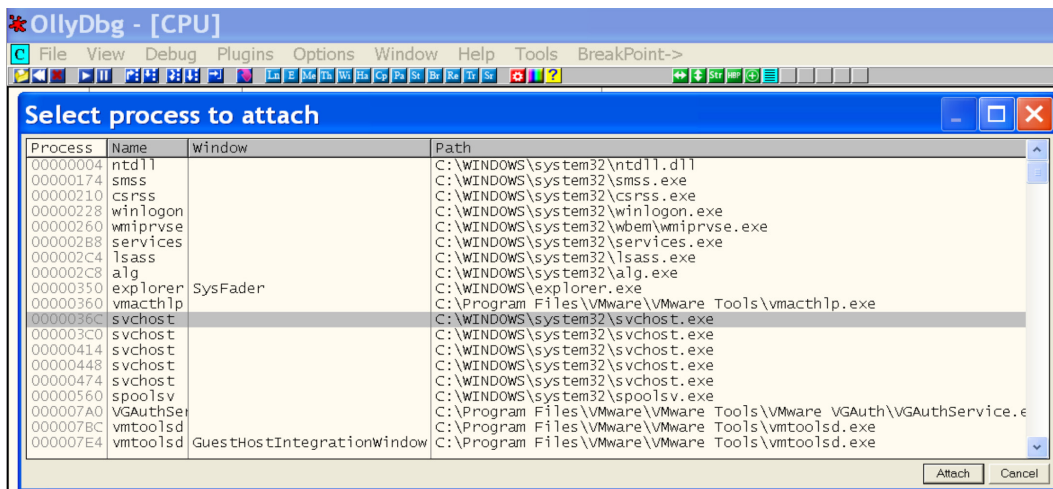 OllyDbg - [CPU]
C File View Debug Plugins Options Window Help Tools BreakPoint->
Ln E Me Th Wi Ha Cp Pa St Br Re Tr Sr ? Str HBP
Select process to attach
Process Name Window Path
00000004 ntdll C:\WINDOWS\system32\ntdll.dll
00000174 smss C:\WINDOWS\system32\smss.exe
00000210 csrss C:\WINDOWS\system32\csrss.exe
00000228 winlogon C:\WINDOWS\system32\winlogon.exe
00000260 wmiprvse C:\WINDOWS\system32\wbem\wmiprvse.exe
000002B8 services C:\WINDOWS\system32\services.exe
000002C4 lsass C:\WINDOWS\system32\lsass.exe
000002C8 alg C:\WINDOWS\system32\alg.exe
00000350 explorer SysFader C:\WINDOWS\explorer.exe
00000360 vmacthlp C:\Program Files\VMware\VMware Tools\vmacthlp.exe
0000036C svchost C:\WINDOWS\system32\svchost.exe
000003C0 svchost C:\WINDOWS\system32\svchost.exe
00000414 svchost C:\WINDOWS\system32\svchost.exe
00000448 svchost C:\WINDOWS\system32\svchost.exe
00000474 svchost C:\WINDOWS\system32\svchost.exe
00000560 spoolsv C:\WINDOWS\system32\spoolsv.exe
000007A0 VGAuthSer C:\Program Files\VMware\VMware Tools\VMware VGAuth\VGAuthService.e
000007BC vmtoolsd C:\Program Files\VMware\VMware Tools\vmtoolsd.exe
000007E4 vmtoolsd GuestHostIntegrationWindow C:\Program Files\VMware\VMware Tools\vmtoolsd.exe
Attach Cancel